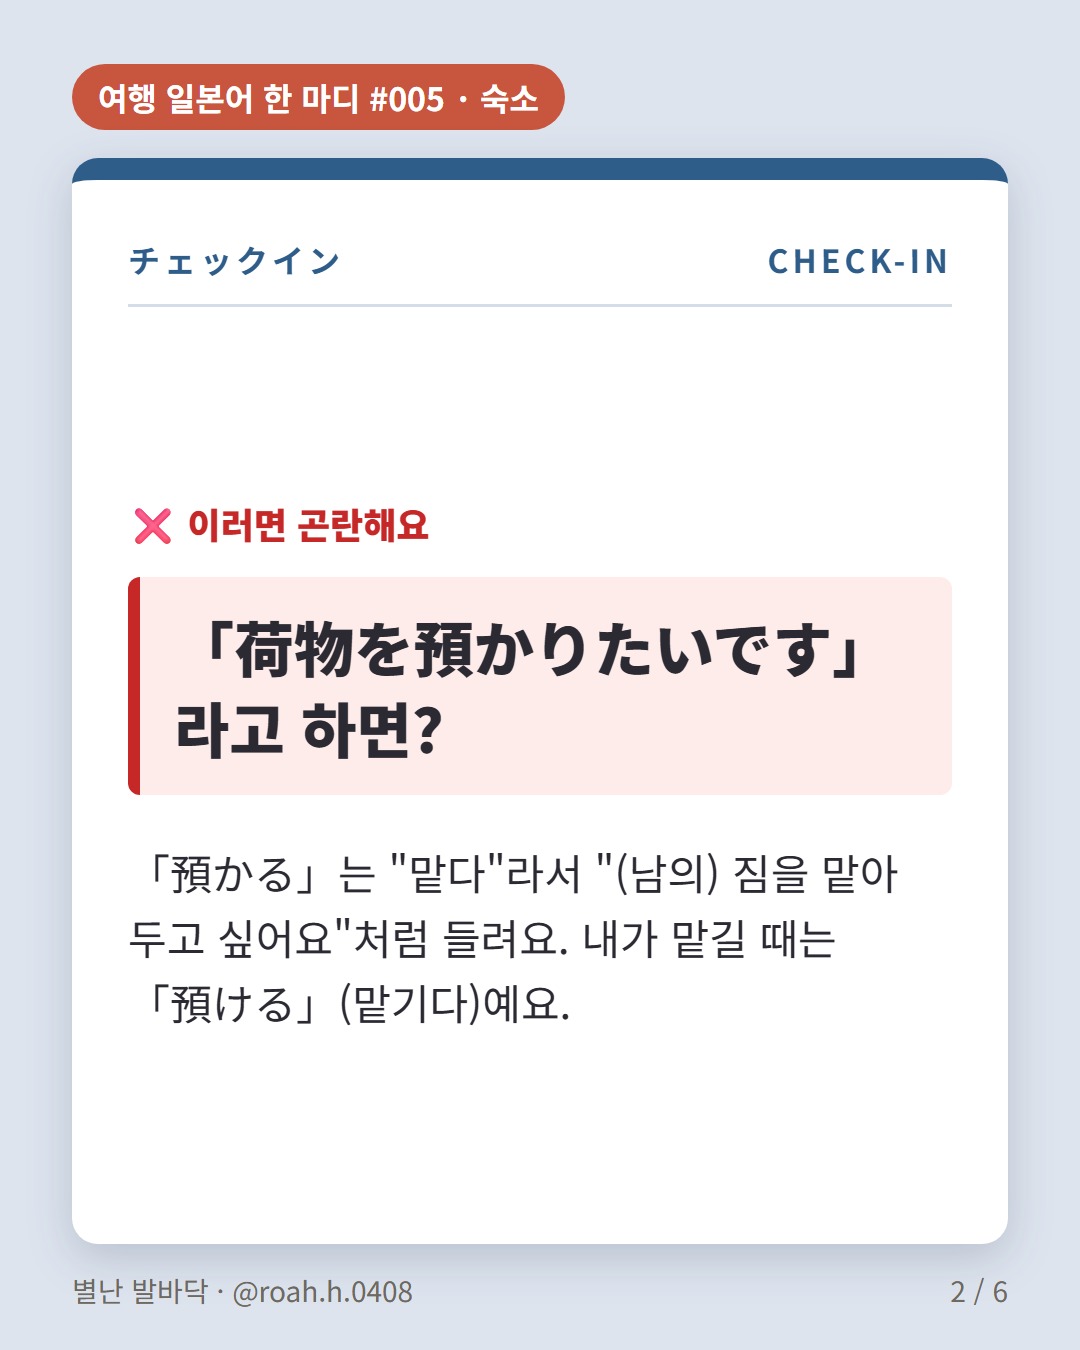 여행 일본어 한 마디 #005 · 숙소
チェックイン CHECK-IN
❌ 이러면 곤란해요
「荷物を預かりたいです」
라고 하면?
「預かる」는 "맡다"라서 "(남의) 짐을 맡아
두고 싶어요"처럼 들려요. 내가 맡길 때는
「預ける」(맡기다)예요.
별난 발바닥 · @roah.h.0408
2 / 6